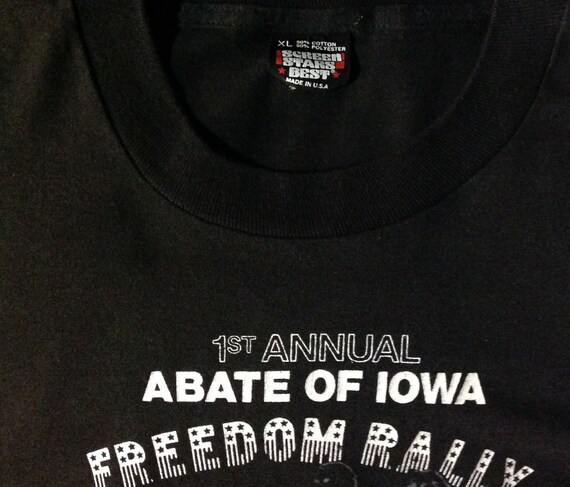 XL 50% COTTON
50% POLYESTER
SCREEN
STARS
BEST
MADE IN U.S.A
1ST ANNUAL
ABATE OF IOWA
FREEDOM RALLY